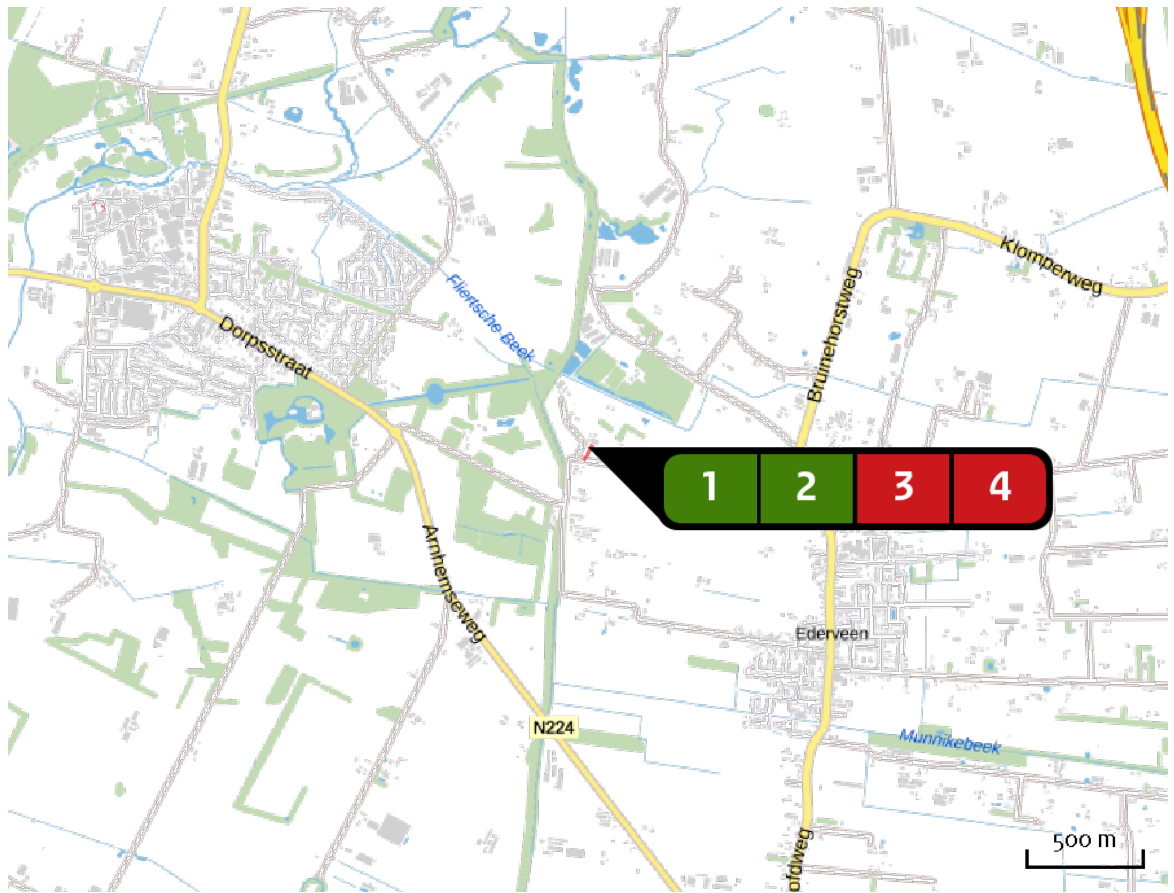 Klomperweg
Bruinehorstweg
Fliertsche Beek
Dorpsstraat
1 2 3 4
Arnhemseweg
Ederveen
N224
Munnikebeek
500 m
ofdweg